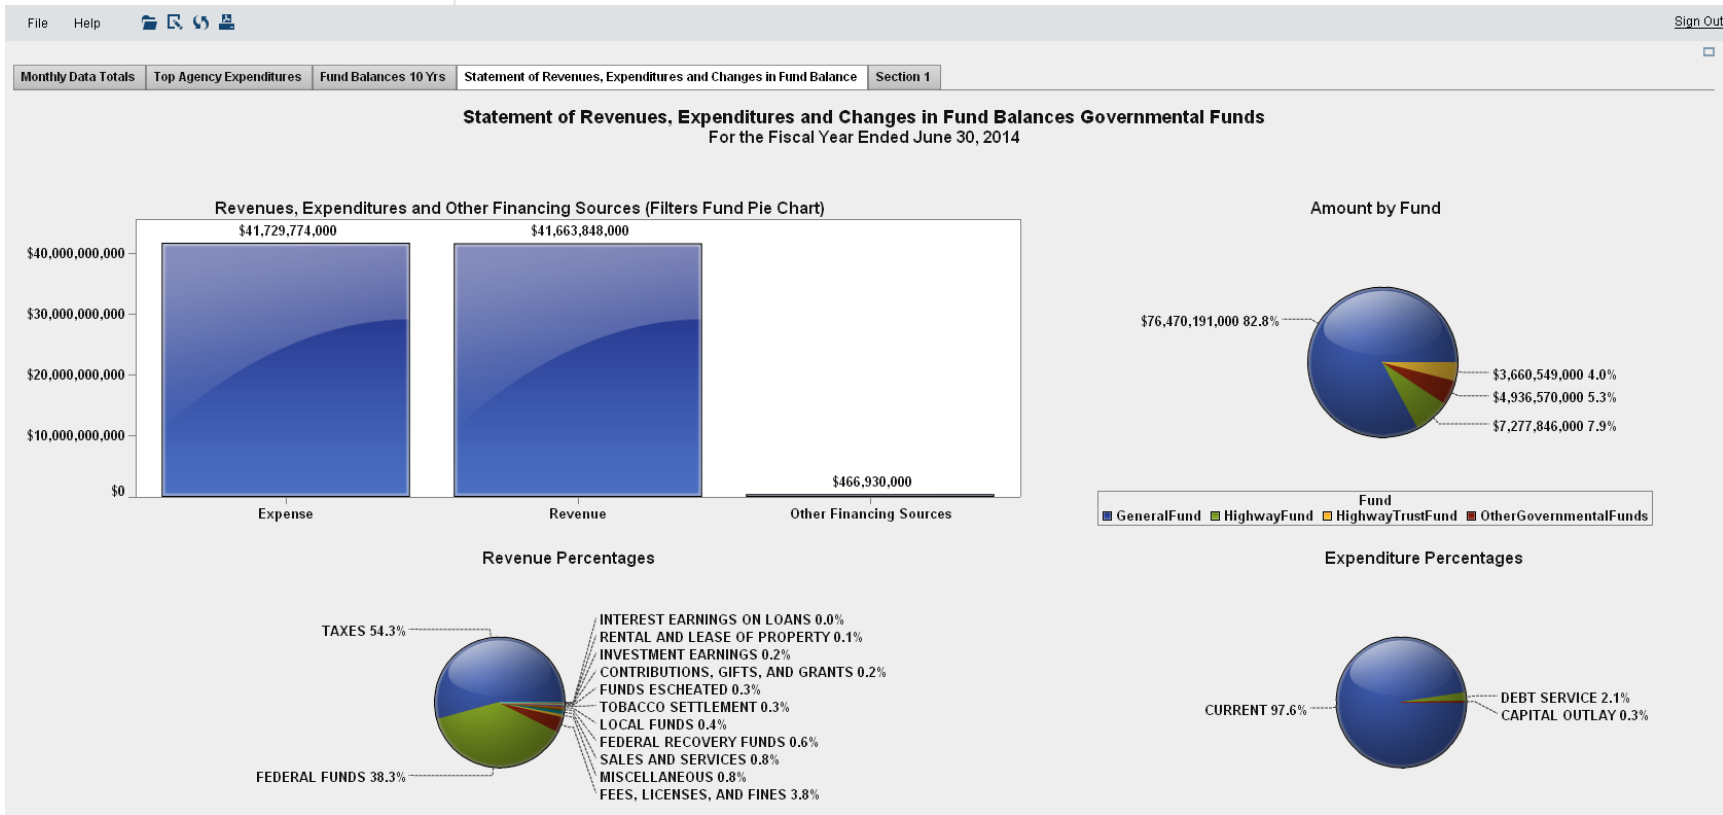 File Help
Sign Out
Monthly Data Totals Top Agency Expenditures Fund Balances 10 Yrs Statement of Revenues, Expenditures and Changes in Fund Balance Section 1
Statement of Revenues, Expenditures and Changes in Fund Balances Governmental Funds
For the Fiscal Year Ended June 30, 2014
Revenues, Expenditures and Other Financing Sources (Filters Fund Pie Chart)
$41,729,774,000 $41,663,848,000
$40,000,000,000
$30,000,000,000
$20,000,000,000
$10,000,000,000
$466,930,000
$0
Expense Revenue Other Financing Sources
Amount by Fund
$76,470,191,000 82.8%
$3,660,549,000 4.0%
$4,936,570,000 5.3%
$7,277,846,000 7.9%
Fund
GeneralFund HighwayFund HighwayTrustFund OtherGovernmentalFunds
Revenue Percentages
TAXES 54.3%
INTEREST EARNINGS ON LOANS 0.0%
RENTAL AND LEASE OF PROPERTY 0.1%
INVESTMENT EARNINGS 0.2%
CONTRIBUTIONS, GIFTS, AND GRANTS 0.2%
FUNDS ESCHEATED 0.3%
TOBACCO SETTLEMENT 0.3%
LOCAL FUNDS 0.4%
FEDERAL RECOVERY FUNDS 0.6%
SALES AND SERVICES 0.8%
MISCELLANEOUS 0.8%
FEES, LICENSES, AND FINES 3.8%
FEDERAL FUNDS 38.3%
Expenditure Percentages
CURRENT 97.6%
DEBT SERVICE 2.1%
CAPITAL OUTLAY 0.3%